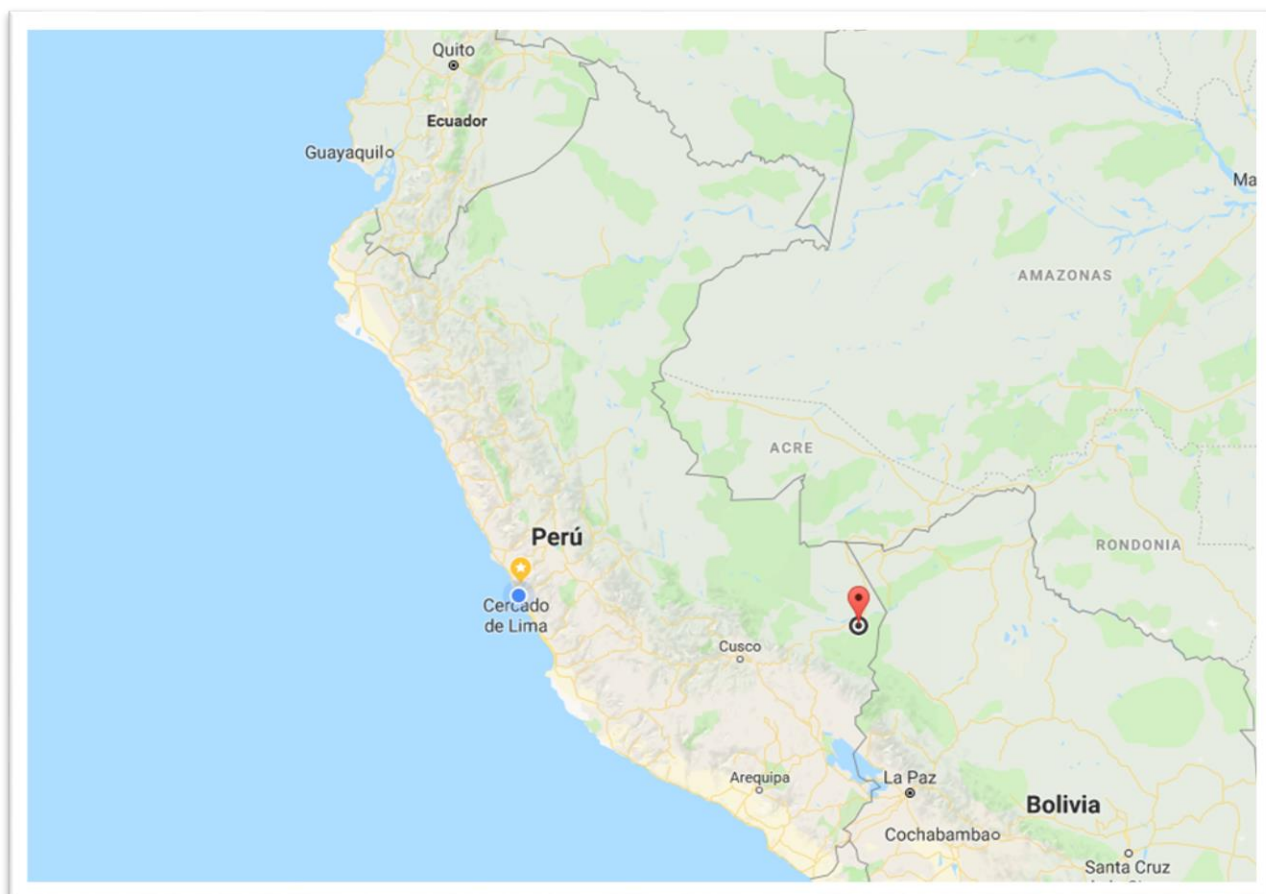 Quito
Ecuador
Guayaquil
Ma
AMAZONAS
ACRE
Perú
RONDONIA
Cercado
de Lima
Cusco
Arequipa
La Paz
Bolivia
Cochabamba
Santa Cruz